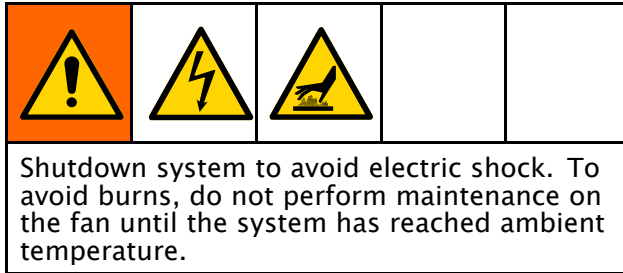 Shutdown system to avoid electric shock. To
avoid burns, do not perform maintenance on
the fan until the system has reached ambient
temperature.